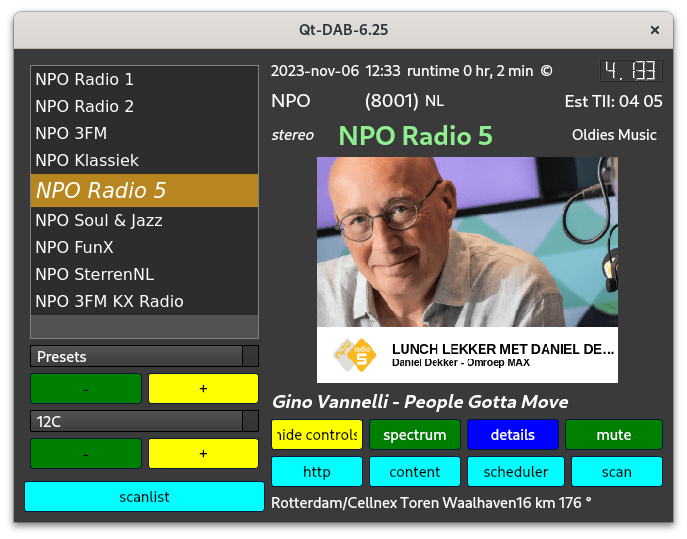 Qt-DAB-6.25
×
NPO Radio 1
NPO Radio 2
NPO 3FM
NPO Klassiek
NPO Radio 5
NPO Soul & Jazz
NPO FunX
NPO SterrenNL
NPO 3FM KX Radio
Presets
- +
12C
- +
scanlist
2023-nov-06 12:33 runtime 0 hr, 2 min © 4.133
NPO (8001) NL Est TII: 04 05
stereo NPO Radio 5 Oldies Music
npo radio 5
LUNCH LEKKER MET DANIEL DE...
Daniel Dekker - Omroep MAX
Gino Vannelli - People Gotta Move
hide controls spectrum details mute
http content scheduler scan
Rotterdam/Cellnex Toren Waalhaven16 km 176 °